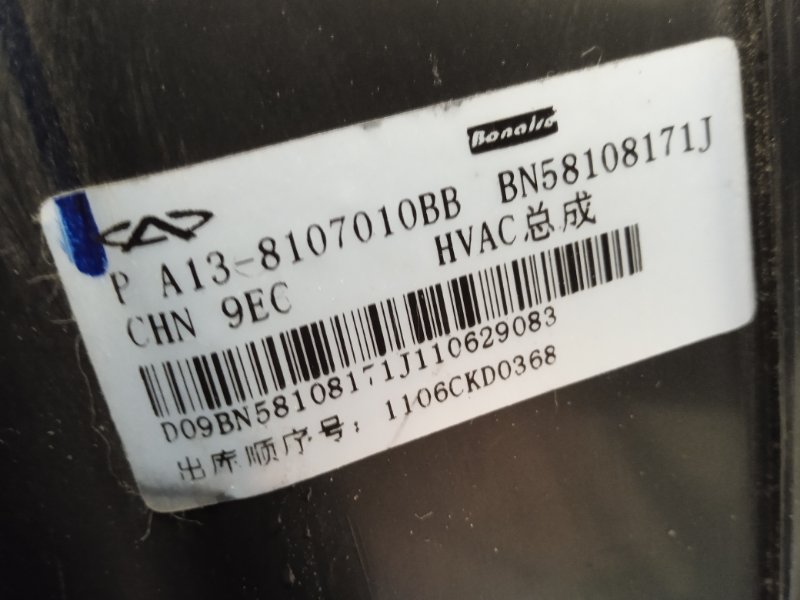 Bonaire
P A13-8107010BB BN58108171J
CHN 9EC HVAC总成
D09BN58108171J110629083
出库顺序号: 1106CKD0368